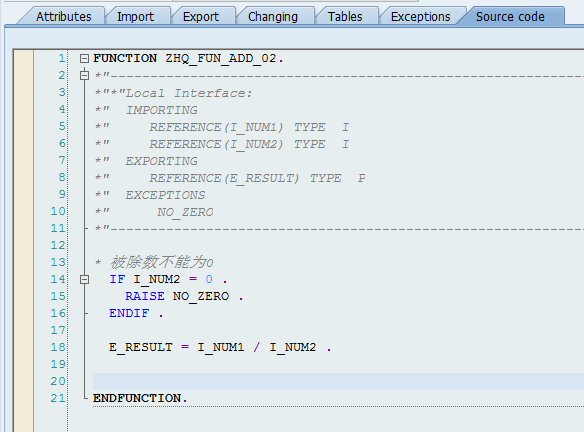 Attributes Import Export Changing Tables Exceptions Source code
1 FUNCTION ZHQ_FUN_ADD_02.
2 *"----------------------------------------------------------------------
3 *"*"Local Interface:
4 *"  IMPORTING
5 *"     REFERENCE(I_NUM1) TYPE  I
6 *"     REFERENCE(I_NUM2) TYPE  I
7 *"  EXPORTING
8 *"     REFERENCE(E_RESULT) TYPE  P
9 *"  EXCEPTIONS
10 *"      NO_ZERO
11 *"----------------------------------------------------------------------
12
13 * 被除数不能为0
14   IF I_NUM2 = 0 .
15     RAISE NO_ZERO .
16   ENDIF .
17
18   E_RESULT = I_NUM1 / I_NUM2 .
19
20
21 ENDFUNCTION.